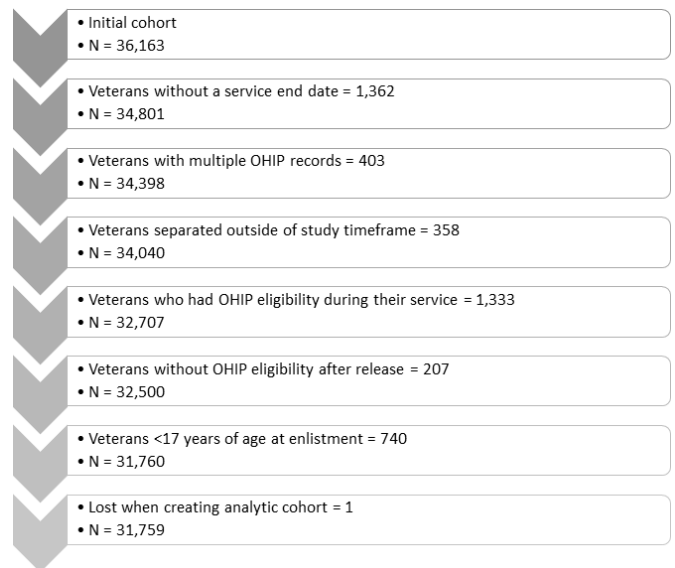 • Initial cohort
• N = 36,163
• Veterans without a service end date = 1,362
• N = 34,801
• Veterans with multiple OHIP records = 403
• N = 34,398
• Veterans separated outside of study timeframe = 358
• N = 34,040
• Veterans who had OHIP eligibility during their service = 1,333
• N = 32,707
• Veterans without OHIP eligibility after release = 207
• N = 32,500
• Veterans <17 years of age at enlistment = 740
• N = 31,760
• Lost when creating analytic cohort = 1
• N = 31,759